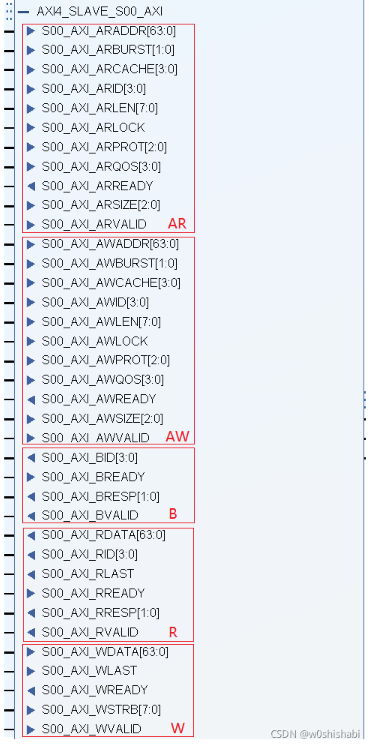 AXI4_SLAVE_S00_AXI
S00_AXI_ARADDR[63:0]
S00_AXI_ARBURST[1:0]
S00_AXI_ARCACHE[3:0]
S00_AXI_ARID[3:0]
S00_AXI_ARLEN[7:0]
S00_AXI_ARLOCK
S00_AXI_ARPROT[2:0]
S00_AXI_ARQOS[3:0]
S00_AXI_ARREADY
S00_AXI_ARSIZE[2:0]
S00_AXI_ARVALID AR
S00_AXI_AWADDR[63:0]
S00_AXI_AWBURST[1:0]
S00_AXI_AWCACHE[3:0]
S00_AXI_AWID[3:0]
S00_AXI_AWLEN[7:0]
S00_AXI_AWLOCK
S00_AXI_AWPROT[2:0]
S00_AXI_AWQOS[3:0]
S00_AXI_AWREADY
S00_AXI_AWSIZE[2:0]
S00_AXI_AWVALID AW
S00_AXI_BID[3:0]
S00_AXI_BREADY
S00_AXI_BRESP[1:0]
S00_AXI_BVALID B
S00_AXI_RDATA[63:0]
S00_AXI_RID[3:0]
S00_AXI_RLAST
S00_AXI_RREADY
S00_AXI_RRESP[1:0]
S00_AXI_RVALID R
S00_AXI_WDATA[63:0]
S00_AXI_WLAST
S00_AXI_WREADY
S00_AXI_WSTRB[7:0]
S00_AXI_WVALID W
CSDN @w0shishabi